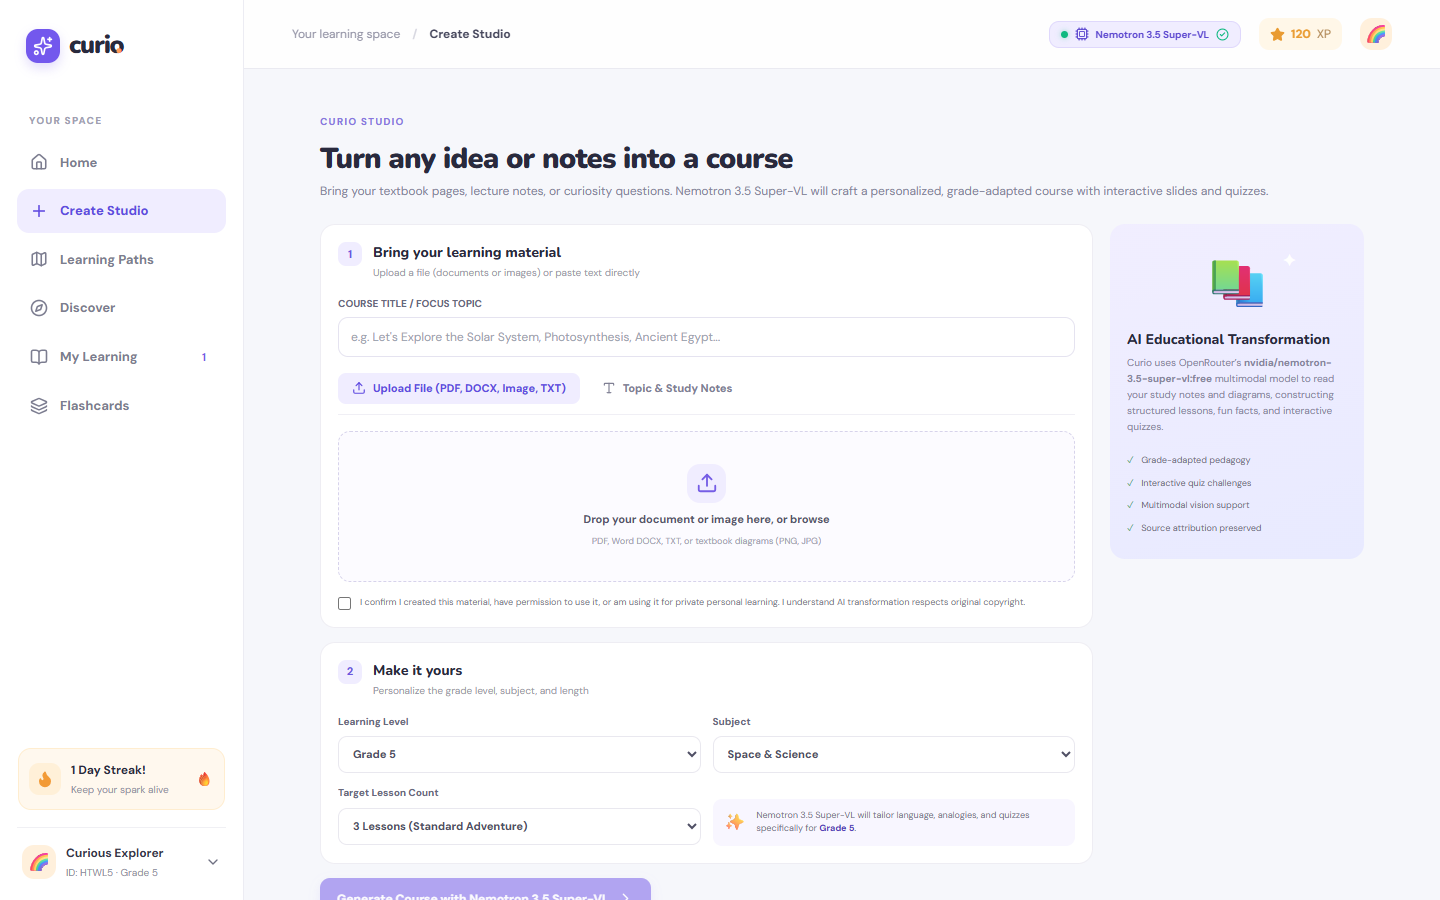 curio
YOUR SPACE
Home
Create Studio
Learning Paths
Discover
My Learning 1
Flashcards
1 Day Streak!
Keep your spark alive
Curious Explorer
ID: HTWL5 · Grade 5
Your learning space / Create Studio
Nemotron 3.5 Super-VL
120 XP
CURIO STUDIO
Turn any idea or notes into a course
Bring your textbook pages, lecture notes, or curiosity questions. Nemotron 3.5 Super-VL will craft a personalized, grade-adapted course with interactive slides and quizzes.
1 Bring your learning material
Upload a file (documents or images) or paste text directly
COURSE TITLE / FOCUS TOPIC
e.g. Let's Explore the Solar System, Photosynthesis, Ancient Egypt...
Upload File (PDF, DOCX, Image, TXT) Topic & Study Notes
Drop your document or image here, or browse
PDF, Word DOCX, TXT, or textbook diagrams (PNG, JPG)
I confirm I created this material, have permission to use it, or am using it for private personal learning. I understand AI transformation respects original copyright.
2 Make it yours
Personalize the grade level, subject, and length
Learning Level Subject
Grade 5 Space & Science
Target Lesson Count
3 Lessons (Standard Adventure)
Nemotron 3.5 Super-VL will tailor language, analogies, and quizzes
specifically for Grade 5.
Generate Course with Nemotron 3.5 Super-VL
AI Educational Transformation
Curio uses OpenRouter's nvidia/nemotron-
3.5-super-vl:free multimodal model to read
your study notes and diagrams, constructing
structured lessons, fun facts, and interactive
quizzes.
✓ Grade-adapted pedagogy
✓ Interactive quiz challenges
✓ Multimodal vision support
✓ Source attribution preserved